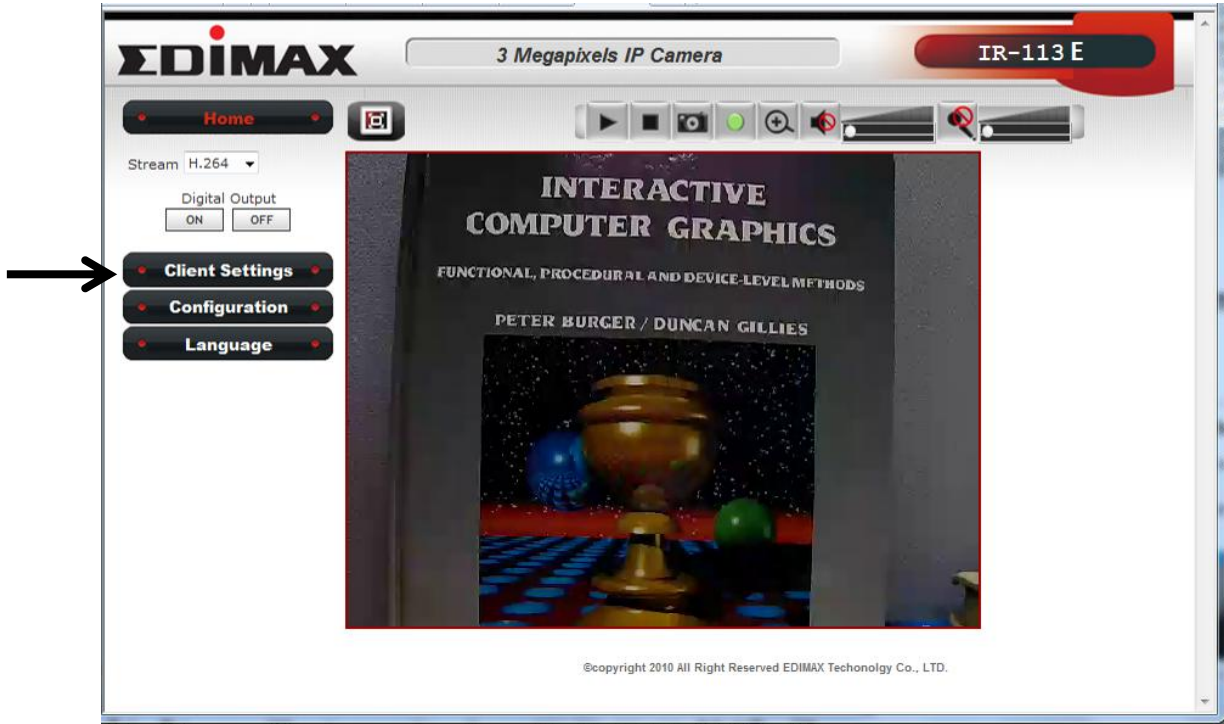 EDIMAX
3 Megapixels IP Camera
IR-113 E
Home
Stream H.264
Digital Output
ON OFF
Client Settings
Configuration
Language
INTERACTIVE
COMPUTER GRAPHICS
FUNCTIONAL, PROCEDURAL AND DEVICE-LEVEL METHODS
PETER BURGER / DUNCAN GILLIES
©copyright 2010 All Right Reserved EDIMAX Techonolgy Co., LTD.